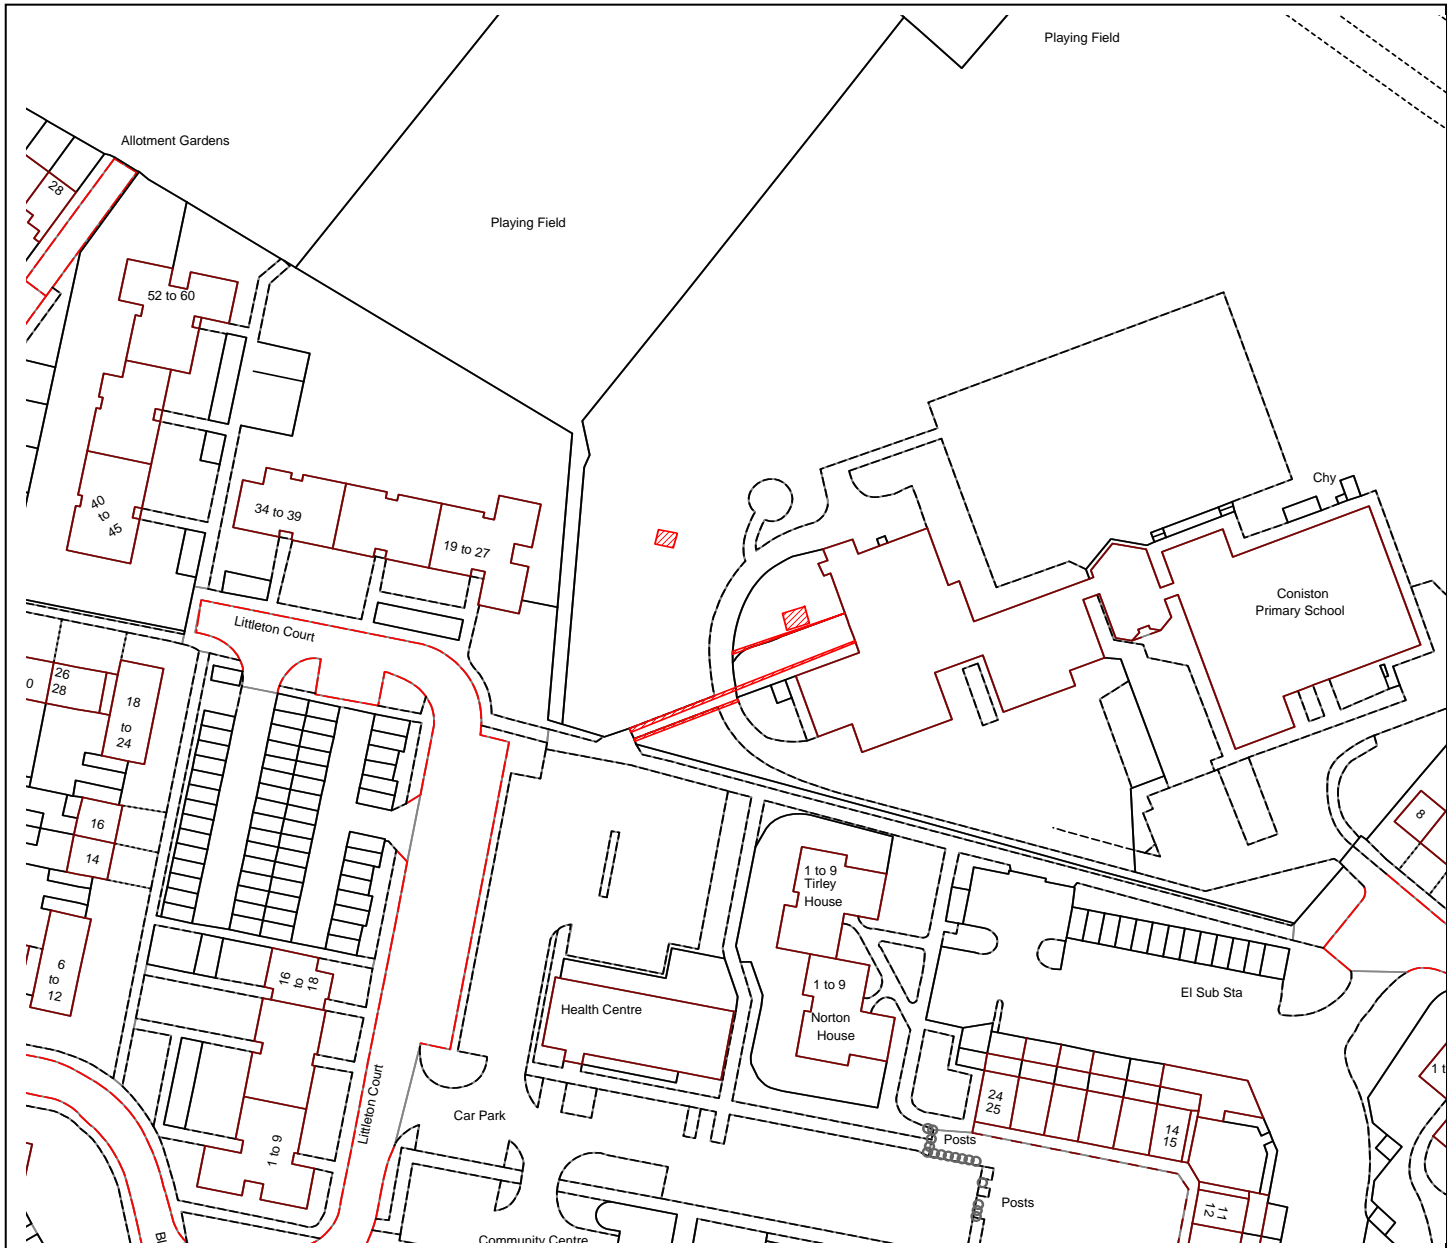 Playing Field
Allotment Gardens
28
Playing Field
52 to 60
Chy
40
to
45
34 to 39
19 to 27
Coniston
Primary School
Littleton Court
26
28
0
18
to
24
16
14
8
1 to 9
Tirley
House
6
to
12
16
to
18
1 to 9
Norton
House
Health Centre
El Sub Sta
Littleton Court
Car Park
24
25
14
15
Posts
1 to 9
Posts
11
12
Community Centre